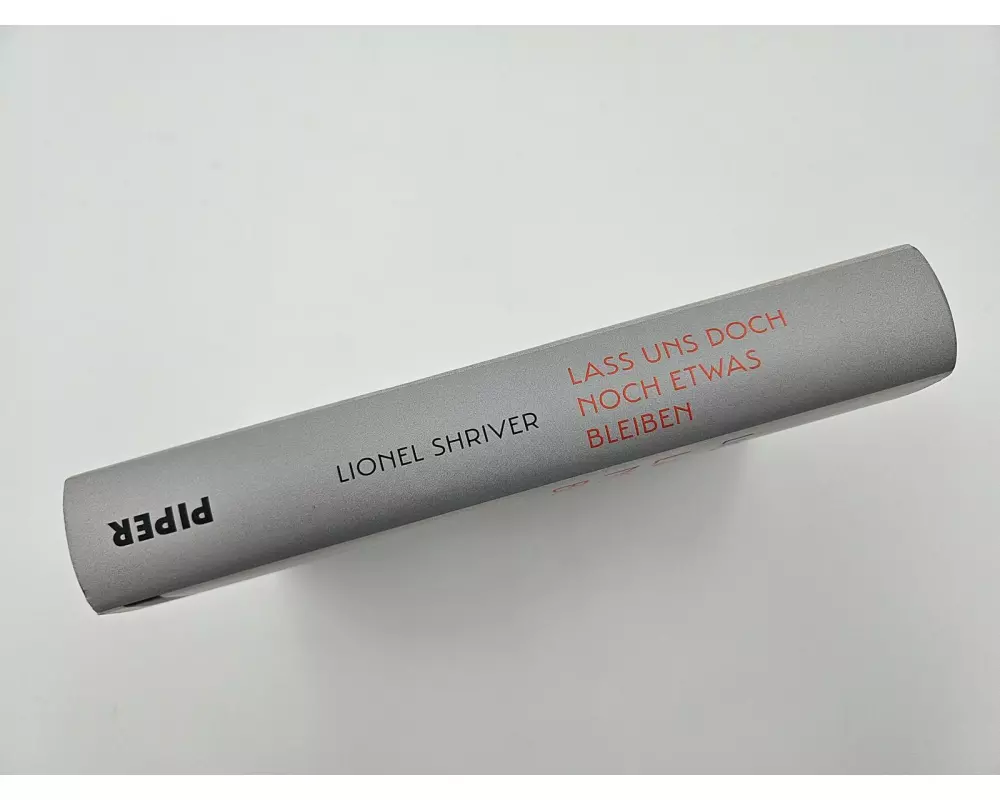 LIONEL SHRIVER
LASS UNS DOCH
NOCH ETWAS
BLEIBEN
PIPER